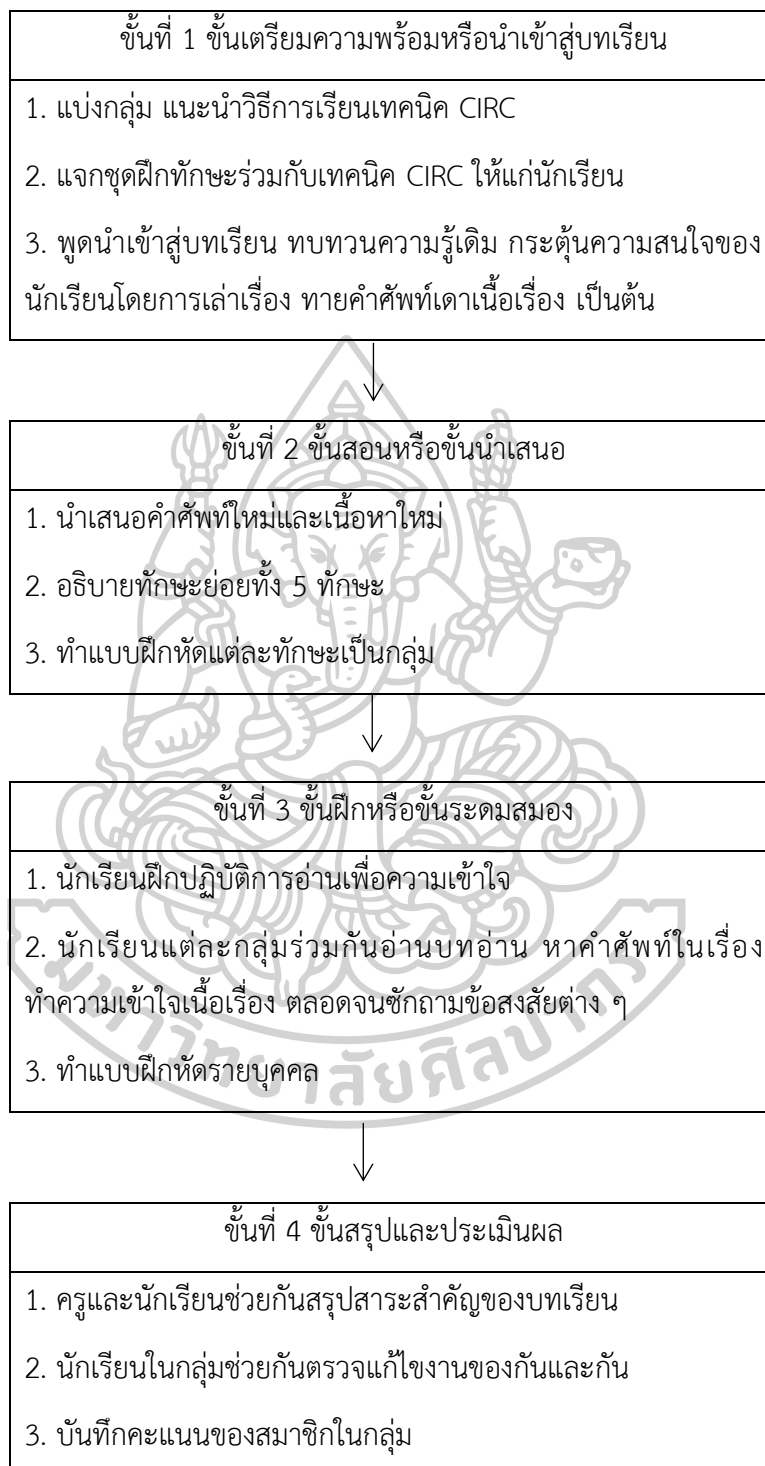 ขั้นที่ 1 ขั้นเตรียมความพร้อมหรือนำเข้าสู่บทเรียน
1. แบ่งกลุ่ม แนะนำวิธีการเรียนเทคนิค CIRC
2. แจกชุดฝึกทักษะร่วมกับเทคนิค CIRC ให้แก่นักเรียน
3. พูดนำเข้าสู่บทเรียน ทบทวนความรู้เดิม กระตุ้นความสนใจของ
นักเรียนโดยการเล่าเรื่อง ทายคำศัพท์เดาเนื้อเรื่อง เป็นต้น
ขั้นที่ 2 ขั้นสอนหรือขั้นนำเสนอ
1. นำเสนอคำศัพท์ใหม่และเนื้อหาใหม่
2. อธิบายทักษะย่อยทั้ง 5 ทักษะ
3. ทำแบบฝึกหัดแต่ละทักษะเป็นกลุ่ม
ขั้นที่ 3 ขั้นฝึกหรือขั้นระดมสมอง
1. นักเรียนฝึกปฏิบัติการอ่านเพื่อความเข้าใจ
2. นักเรียนแต่ละกลุ่มร่วมกันอ่านบทอ่าน หาคำศัพท์ในเรื่อง
ทำความเข้าใจเนื้อเรื่อง ตลอดจนซักถามข้อสงสัยต่าง ๆ
3. ทำแบบฝึกหัดรายบุคคล
มหาวิทยาลัยศิลปากร
ขั้นที่ 4 ขั้นสรุปและประเมินผล
1. ครูและนักเรียนช่วยกันสรุปสาระสำคัญของบทเรียน
2. นักเรียนในกลุ่มช่วยกันตรวจแก้ไขงานของกันและกัน
3. บันทึกคะแนนของสมาชิกในกลุ่ม